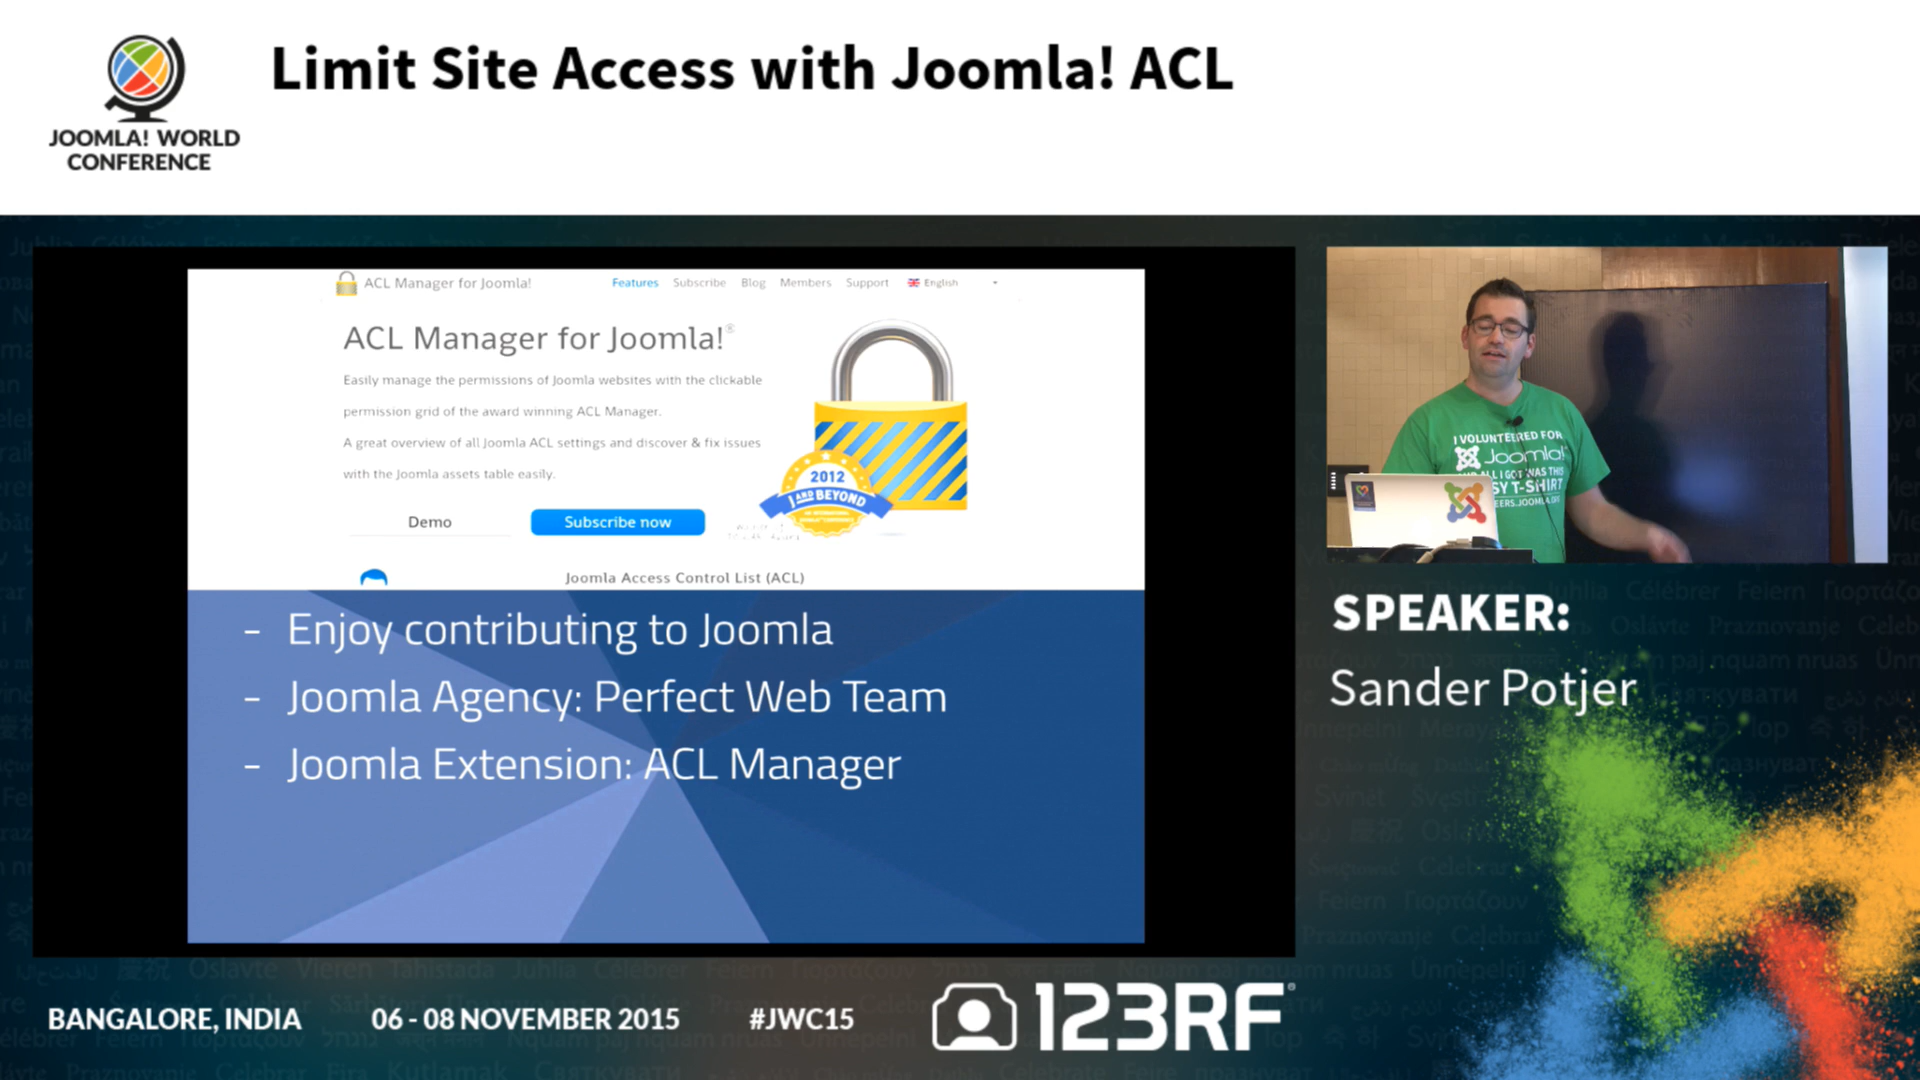 JOOMLA! WORLD
CONFERENCE
Limit Site Access with Joomla! ACL
ACL Manager for Joomla!
Features Subscribe Blog Members Support English
ACL Manager for Joomla!®
Easily manage the permissions of Joomla websites with the clickable
permission grid of the award winning ACL Manager.
A great overview of all Joomla ACL settings and discover & fix issues
with the Joomla assets table easily.
2012
J AND BEYOND
Demo
Subscribe now
Joomla Access Control List (ACL)
- Enjoy contributing to Joomla
- Joomla Agency: Perfect Web Team
- Joomla Extension: ACL Manager
I VOLUNTEERED FOR
Joomla!
T-SHIRT
SPEAKER:
Sander Potjer
BANGALORE, INDIA
06 - 08 NOVEMBER 2015
#JWC15
123RF®